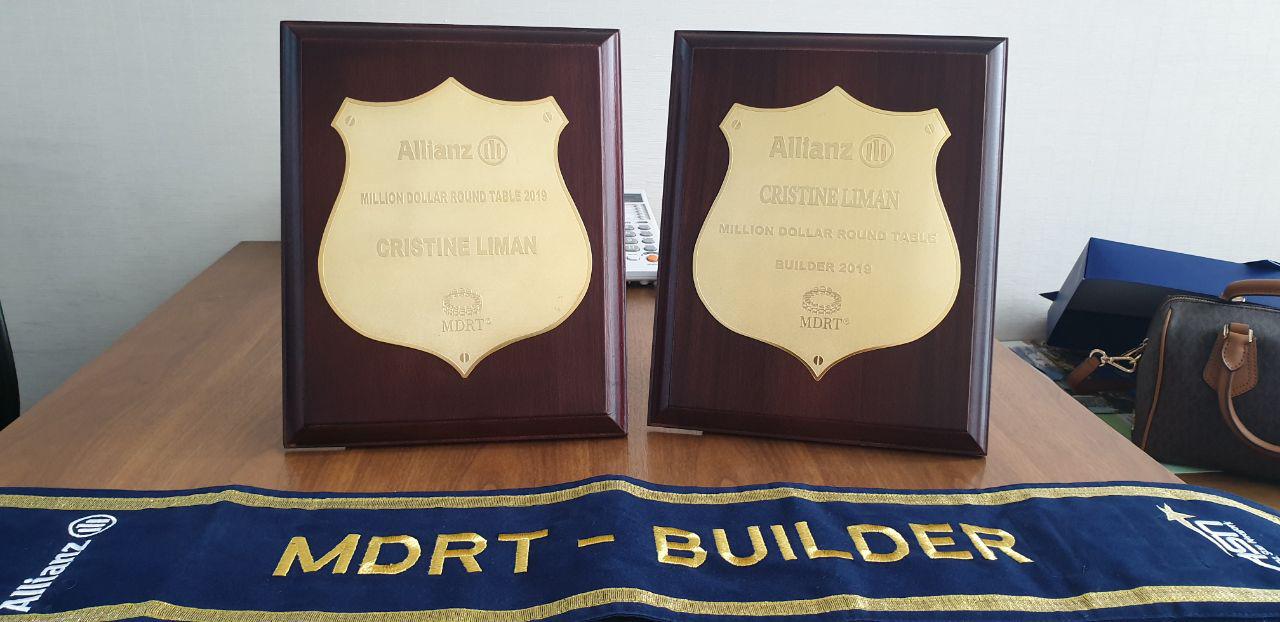 Allianz
MILLION DOLLAR ROUND TABLE 2019
CRISTINE LIMAN
MDRT
Allianz
CRISTINE LIMAN
MILLION DOLLAR ROUND TABLE
BUILDER 2019
MDRT
Allianz
MDRT - BUILDER